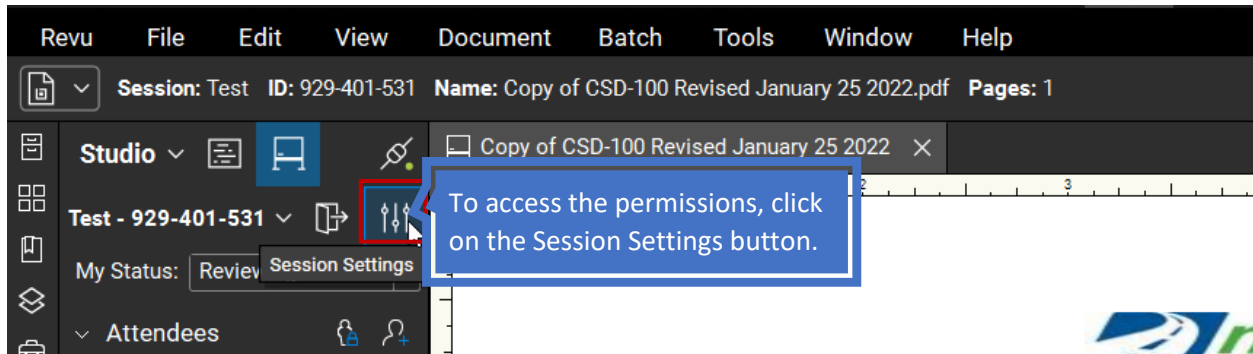 Revu File Edit View Document Batch Tools Window Help
Session: Test ID: 929-401-531 Name: Copy of CSD-100 Revised January 25 2022.pdf Pages: 1
Studio
Copy of CSD-100 Revised January 25 2022
2 3
Test - 929-401-531
To access the permissions, click
on the Session Settings button.
My Status:
Session Settings
Attendees